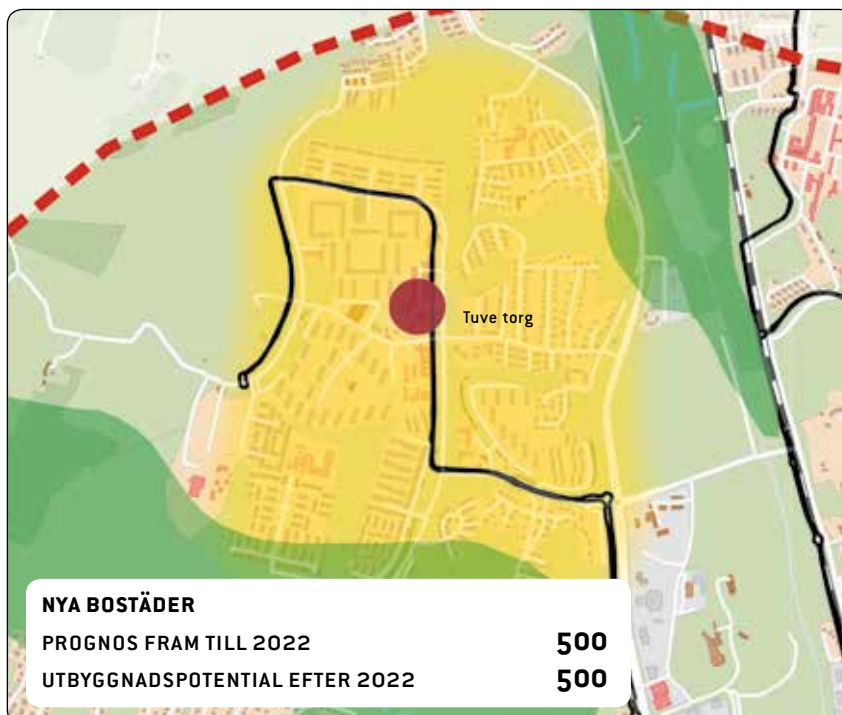 Tuve torg
NYA BOSTÄDER
PROGNOS FRAM TILL 2022 500
UTBYGGNADSPOTENTIAL EFTER 2022 500